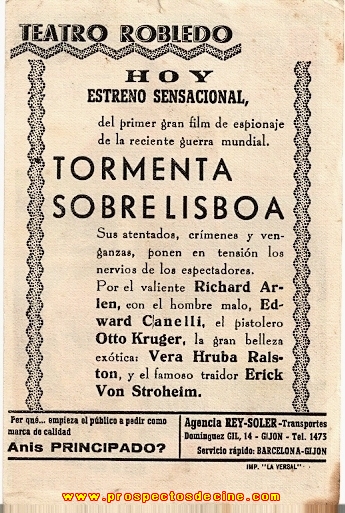 TEATRO ROBLEDO
HOY
ESTRENO SENSACIONAL,
del primer gran film de espionaje
de la reciente guerra mundial.
TORMENTA
SOBRE LISBOA
Sus atentados, crímenes y ven-
ganzas, ponen en tensión los
nervios de los espectadores.
Por el valiente Richard Ar-
len, con el hombre malo, Ed-
ward Cianelli, el pistolero
Otto Kruger, la gran belleza
exótica: Vera Hruba Rals-
ton, y el famoso traidor Erick
Von Stroheim.
Per qué... empieza el público a pedir como
marca de calidad
Anis PRINCIPADO?
Agencia REY-SOLER-Transportes
Domínguez GIL, 14 - GIJON - Tel. 1473
Servicio rápido: BARCELONA-GIJON
IMP. "LA VERSAL"
www.prospectosdecine.com